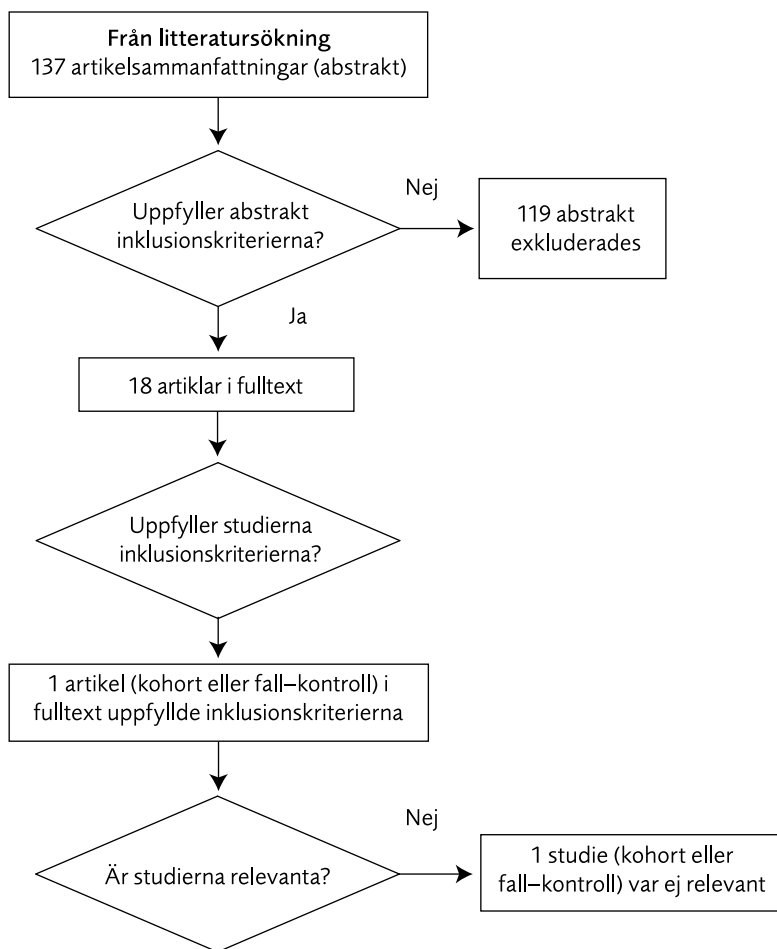 Från litteratursökning
137 artikelsammanfattningar (abstrakt)
Uppfyller abstrakt
inklusionskriterierna?
Nej
119 abstrakt
exkluderades
Ja
18 artiklar i fulltext
Uppfyller studierna
inklusionskriterierna?
1 artikel (kohort eller fall–kontroll) i
fulltext uppfyllde inklusionskriterierna
Är studierna relevanta?
Nej
1 studie (kohort eller
fall–kontroll) var ej relevant